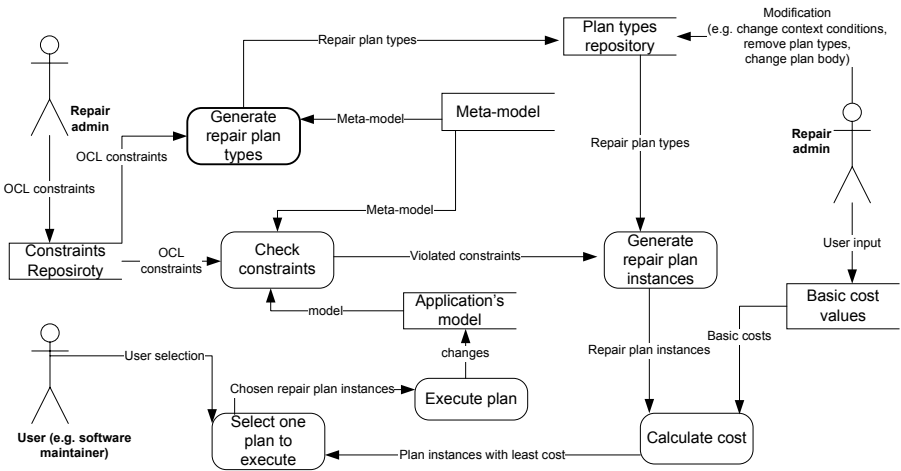 Modification
(e.g. change context conditions,
remove plan types,
change plan body)
Repair plan types
Plan types
repository
Repair
admin
Generate
repair plan
types
Meta-model
Meta-model
OCL constraints
Repair plan types
Repair
admin
OCL constraints
Meta-model
Constraints
Reposiroty
OCL
constraints
Check
constraints
Violated constraints
Generate
repair plan
instances
User input
model
Application's
model
Basic cost
values
User selection
changes
Repair plan instances
Basic costs
Chosen repair plan instances
Execute plan
User (e.g. software
maintainer)
Select one
plan to
execute
Plan instances with least cost
Calculate cost